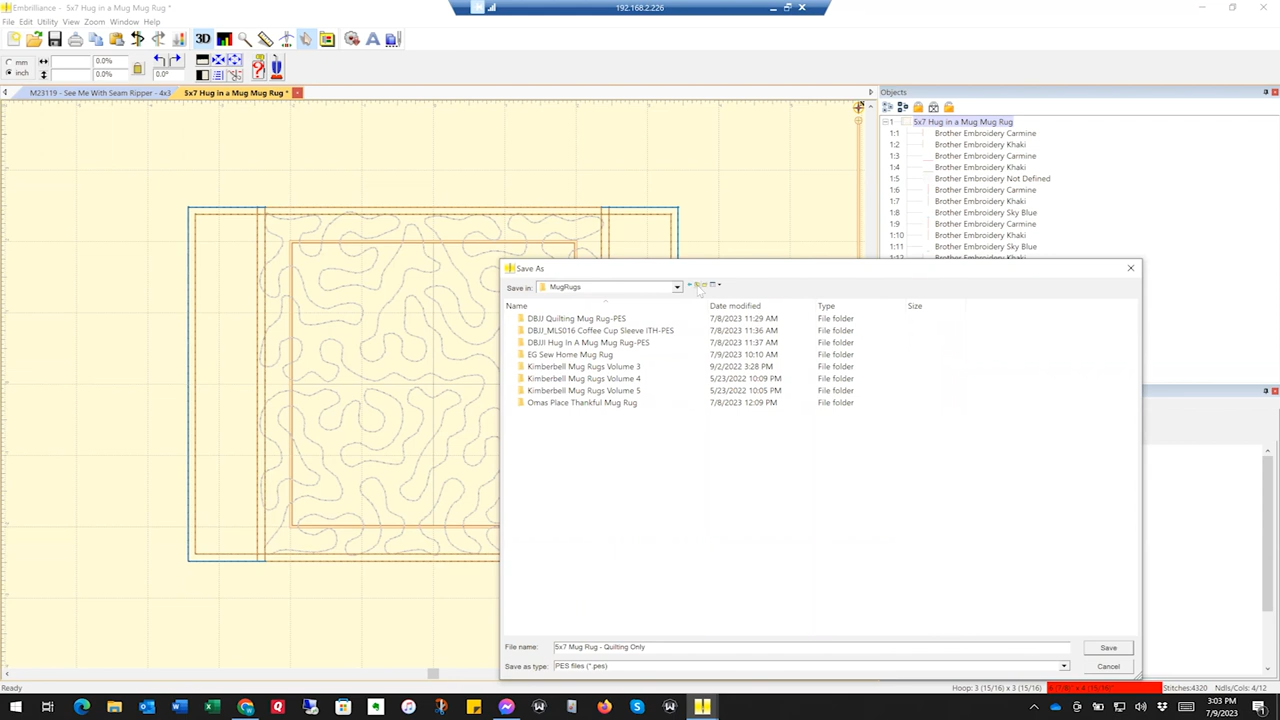 Embrilliance - 5x7 Hug in a Mug Mug Rug *
192.168.2.226
File Edit Utility View Zoom Create Window Help
3D
mm
inch
0.0%
0.0%
0.0°
M23119 - See Me With Seam Ripper - 4x3
5x7 Hug in a Mug Mug Rug *
Objects
1 5x7 Hug in a Mug Mug Rug
1:1 Brother Embroidery Carmine
1:2 Brother Embroidery Khaki
1:3 Brother Embroidery Carmine
1:4 Brother Embroidery Khaki
1:5 Brother Embroidery Not Defined
1:6 Brother Embroidery Carmine
1:7 Brother Embroidery Khaki
1:8 Brother Embroidery Sky Blue
1:9 Brother Embroidery Carmine
1:10 Brother Embroidery Khaki
1:11 Brother Embroidery Sky Blue
Save As
Save in: MugRugs
Name Date modified Type Size
DBJJ Quilting Mug Rug-PES 7/8/2023 11:29 AM File folder
DBJJ_MLS016 Coffee Cup Sleeve ITH-PES 7/8/2023 11:36 AM File folder
DBJJI Hug In A Mug Mug Rug-PES 7/8/2023 11:37 AM File folder
EG Sew Home Mug Rug 7/9/2023 10:10 AM File folder
Kimberbell Mug Rugs Volume 3 9/2/2022 3:28 PM File folder
Kimberbell Mug Rugs Volume 4 5/23/2022 10:09 PM File folder
Kimberbell Mug Rugs Volume 5 5/23/2022 10:05 PM File folder
Omas Place Thankful Mug Rug 7/8/2023 12:09 PM File folder
File name: 5x7 Mug Rug - Quilting Only Save
Save as type: PES files (*.pes) Cancel
Ready
Hoop: 3 (15/16) x 3 (15/16) 6 (7/8)" x 4 (15/16)" Stitches:4320 Ndls/Cols: 4/12
3:03 PM
7/9/2023